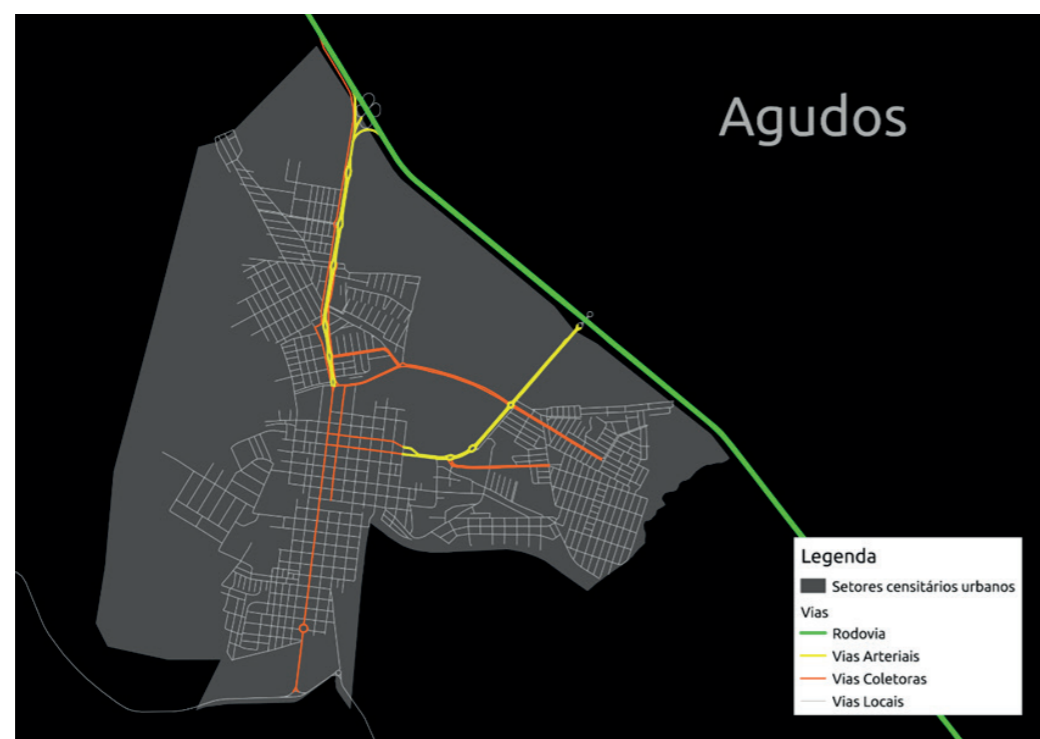 Agudos
Legenda
Setores censitários urbanos
Vias
Rodovia
Vias Arteriais
Vias Coletoras
Vias Locais